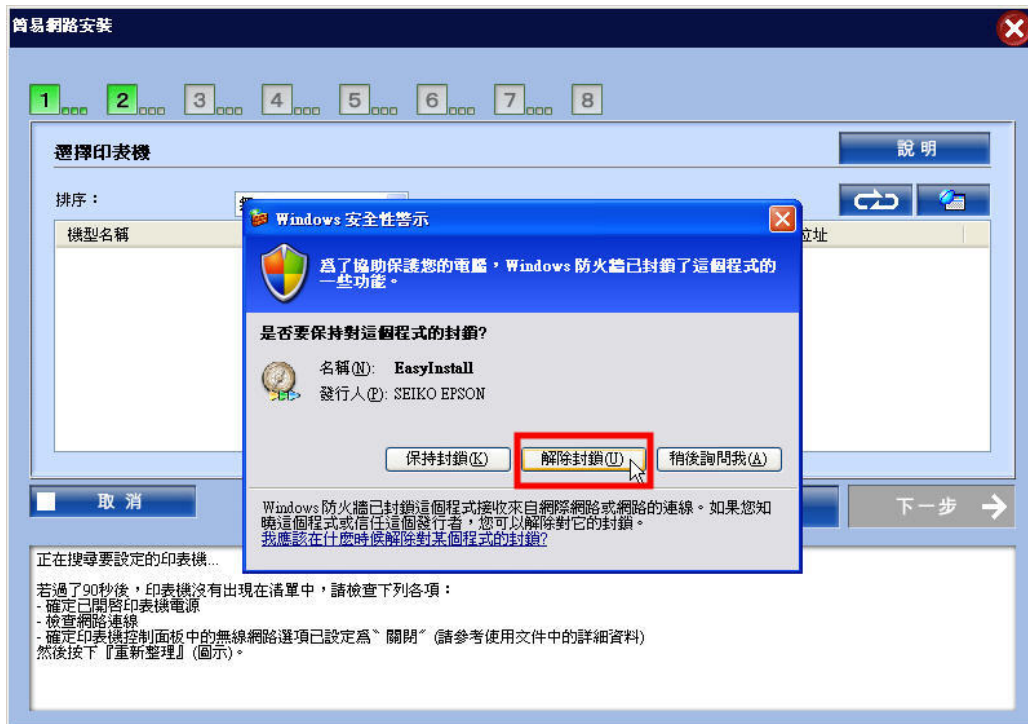 簡易網路安裝
1 2 3 4 5 6 7 8
選擇印表機
說 明
排序：
機型名稱
位址
Windows 安全性警示
為了協助保護您的電腦，Windows 防火牆已封鎖了這個程式的
一些功能。
是否要保持對這個程式的封鎖?
名稱(N): EasyInstall
發行人(P): SEIKO EPSON
保持封鎖(K) 解除封鎖(U) 稍後詢問我(A)
Windows 防火牆已封鎖這個程式接收來自網際網路或網路的連線。如果您知
曉這個程式或信任這個發行者，您可以解除對它的封鎖。
我應該在什麼時候解除對某個程式的封鎖?
取 消
下一步
正在搜尋要設定的印表機...
若過了90秒後，印表機沒有出現在清單中，請檢查下列各項：
- 確定已開啓印表機電源
- 檢查網路連線
- 確定印表機控制面板中的無線網路選項已設定為〝關閉〞(請參考使用文件中的詳細資料)
然後按下『重新整理』(圖示)。